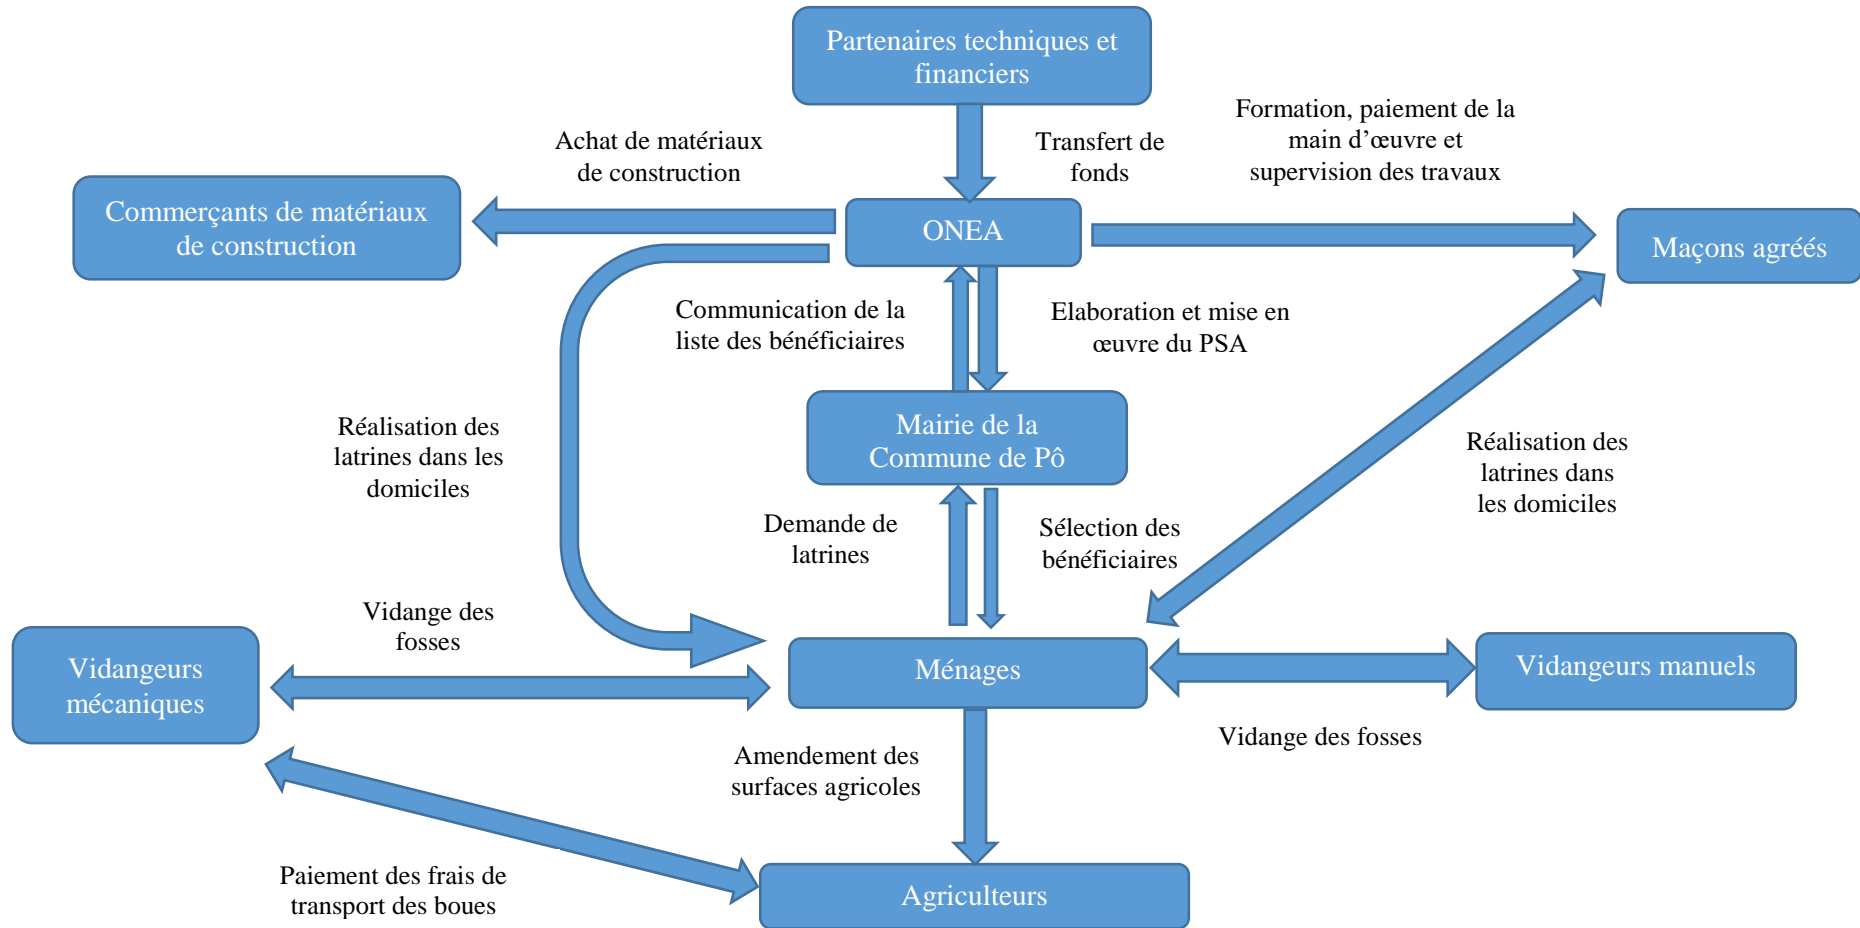 Partenaires techniques et
financiers
Formation, paiement de la
main d’œuvre et
supervision des travaux
Achat de matériaux
de construction
Transfert de
fonds
Commerçants de matériaux
de construction
ONEA
Maçons agréés
Communication de la
liste des bénéficiaires
Elaboration et mise en
œuvre du PSA
Mairie de la
Commune de Pô
Réalisation des
latrines dans les
domiciles
Réalisation des
latrines dans
les domiciles
Demande de
latrines
Sélection des
bénéficiaires
Vidange des
fosses
Vidangeurs
mécaniques
Ménages
Vidangeurs manuels
Vidange des fosses
Amendement des
surfaces agricoles
Paiement des frais de
transport des boues
Agriculteurs